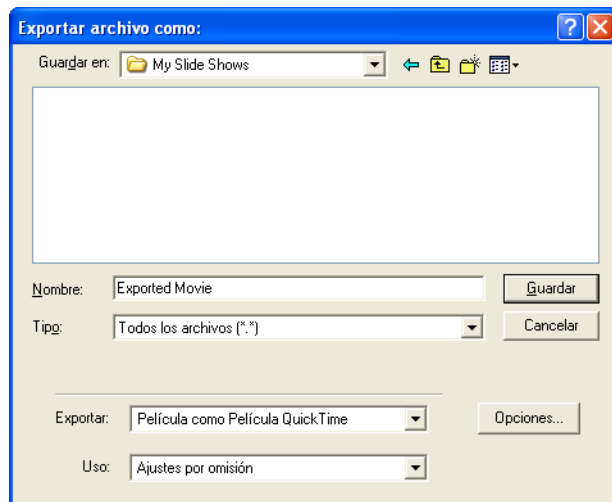 Exportar archivo como:
Guardar en: My Slide Shows
Nombre: Exported Movie Guardar
Tipo: Todos los archivos (*.*) Cancelar
Exportar: Película como Película QuickTime Opciones...
Uso: Ajustes por omisión